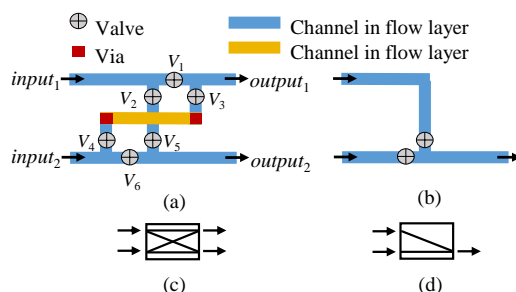 Valve
Channel in flow layer
Via
Channel in flow layer
input₁
V₁
output₁
V₂
V₃
V₄
V₅
input₂
V₆
output₂
(a)
(b)
(c)
(d)